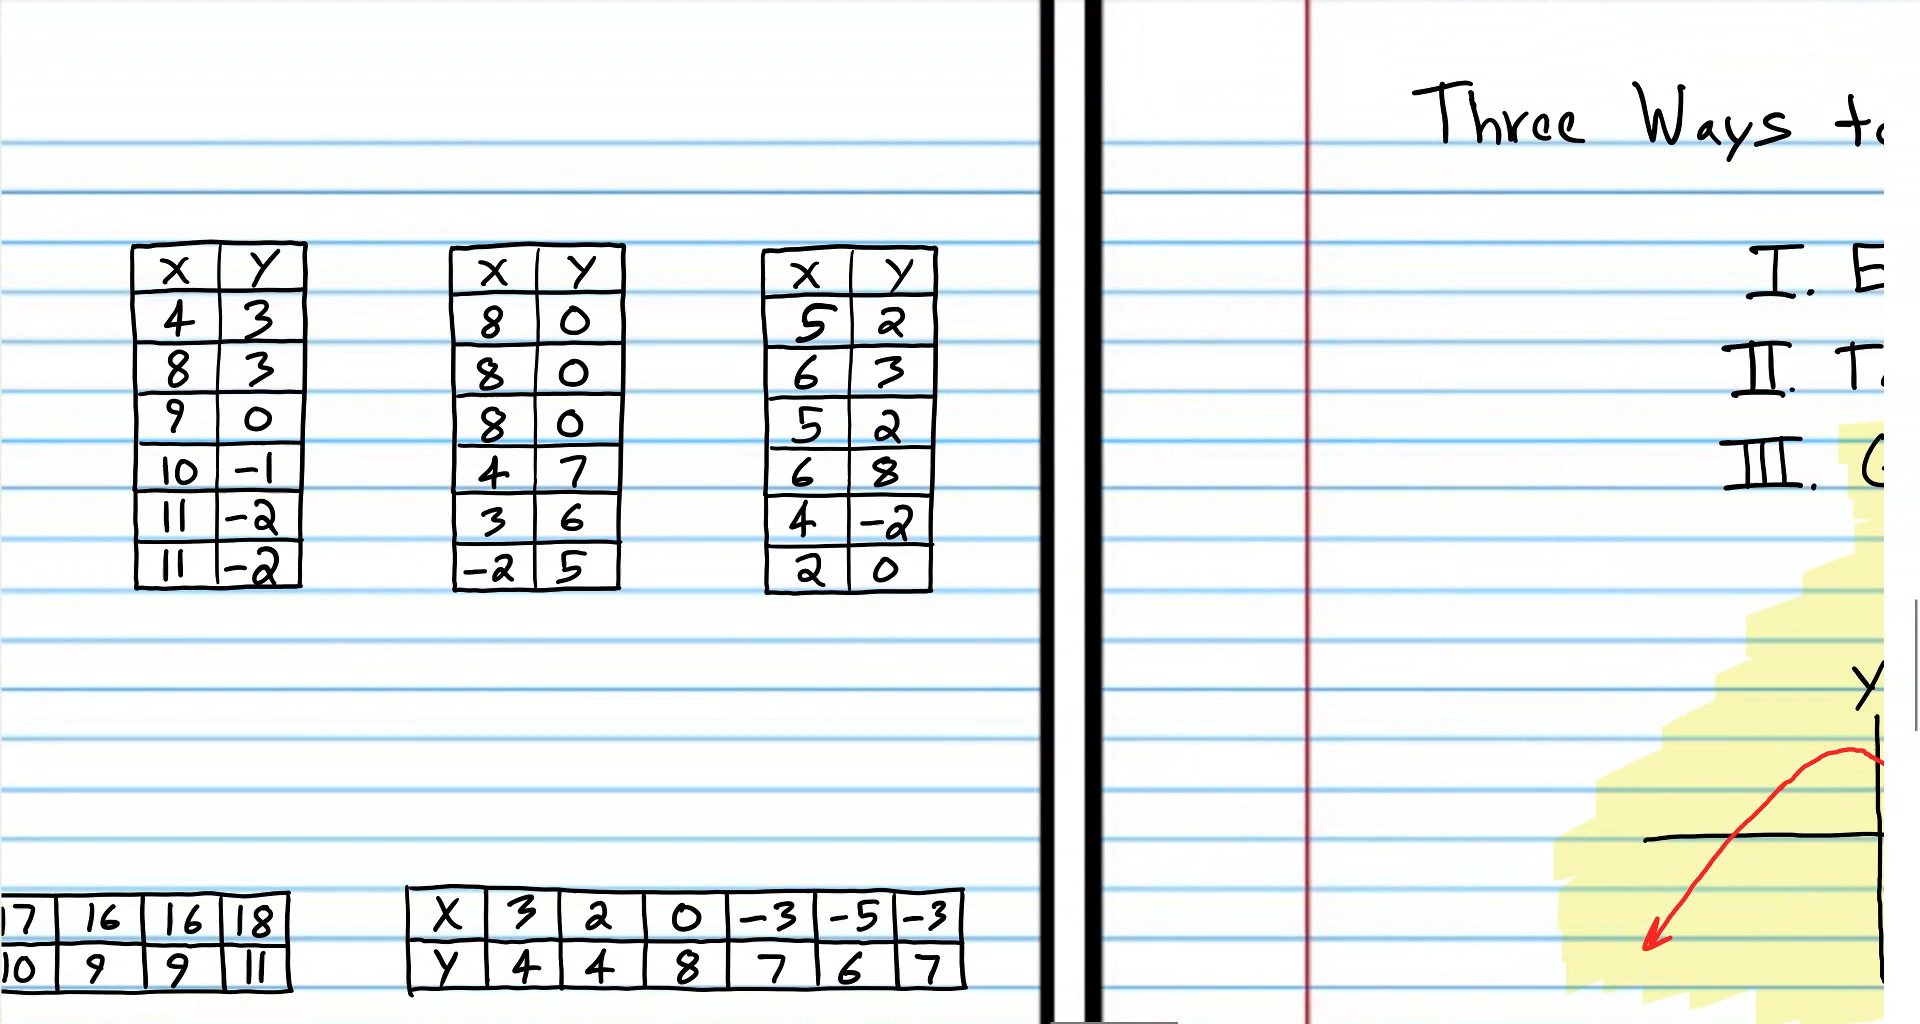 X Y
4 3
8 3
9 0
10 -1
11 -2
11 -2
X Y
8 0
8 0
8 0
4 7
3 6
-2 5
X Y
5 2
6 3
5 2
6 8
4 -2
2 0
17 16 16 18
10 9 9 11
X 3 2 0 -3 -5 -3
Y 4 4 8 7 6 7
Three Ways
I.
II.
III.
Y